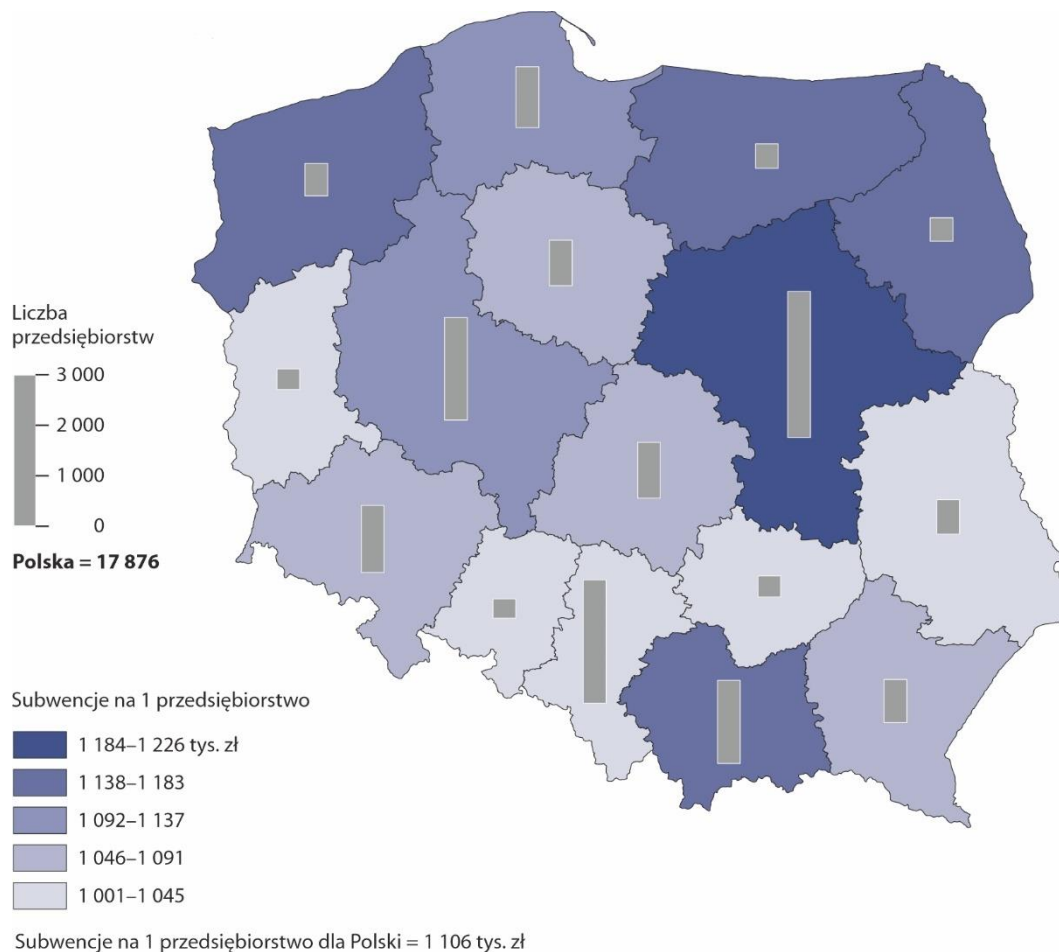 Liczba
przedsiębiorstw
3 000
2 000
1 000
0
Polska = 17 876
Subwencje na 1 przedsiębiorstwo
1 184–1 226 tys. zł
1 138–1 183
1 092–1 137
1 046–1 091
1 001–1 045
Subwencje na 1 przedsiębiorstwo dla Polski = 1 106 tys. zł